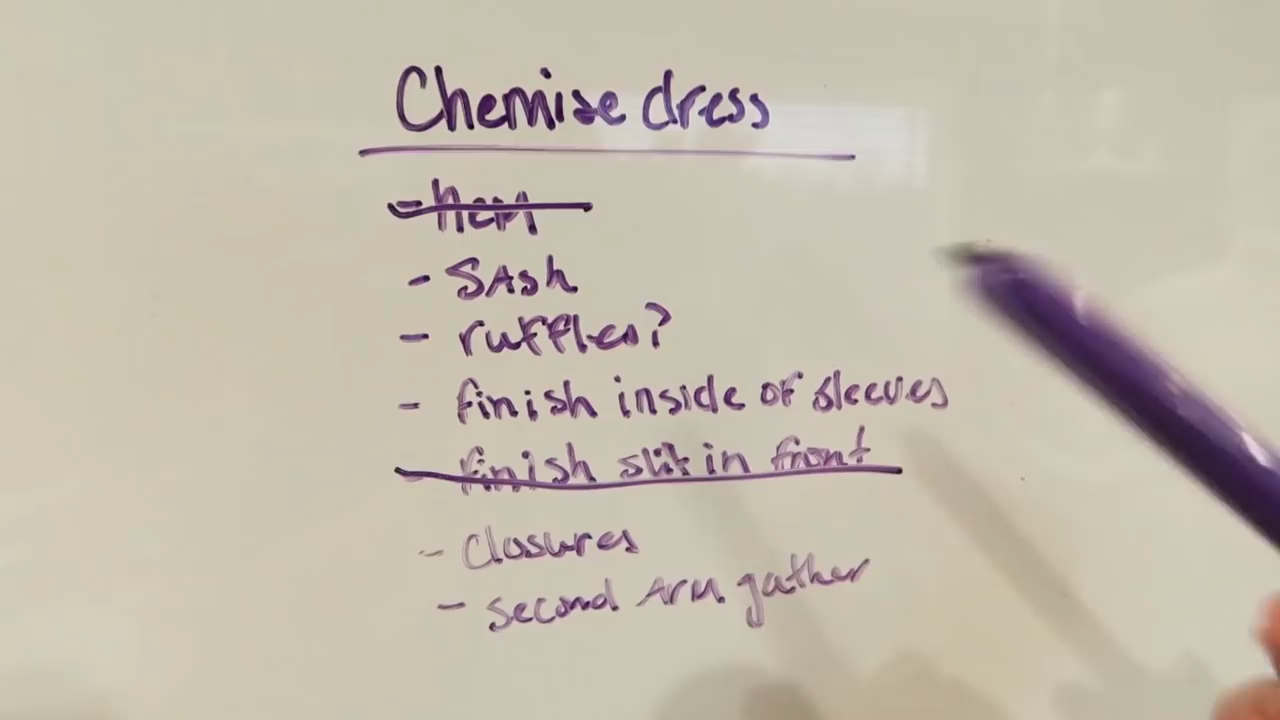 Chemise dress
- hem
- SAsh
- ruffles?
- finish inside of sleeves
- finish slit in front
- Closures
- Second Arm gather